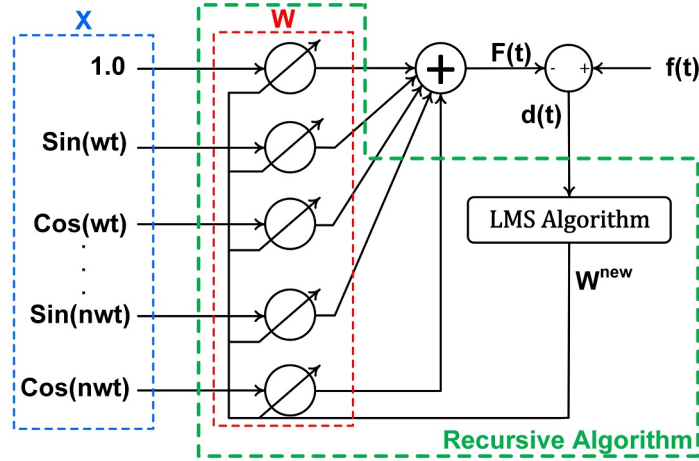 X
W
1.0
F(t)
- +
f(t)
d(t)
Sin(wt)
Cos(wt)
.
.
.
LMS Algorithm
W^new
Sin(nwt)
Cos(nwt)
Recursive Algorithm